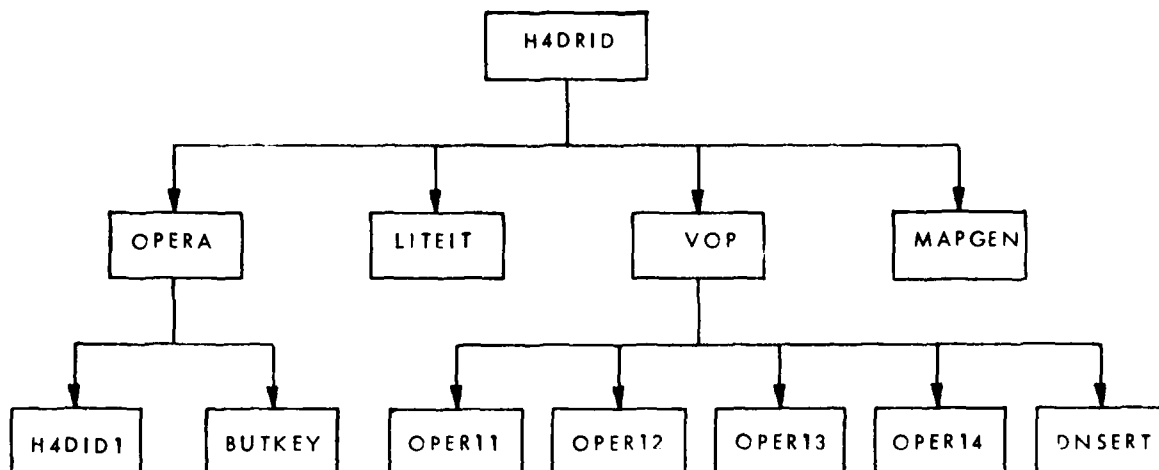 H4DRID
OPERA LITEIT VOP MAPGEN
H4DID1 BUTKEY OPER11 OPER12 OPER13 OPER14 DNSERT